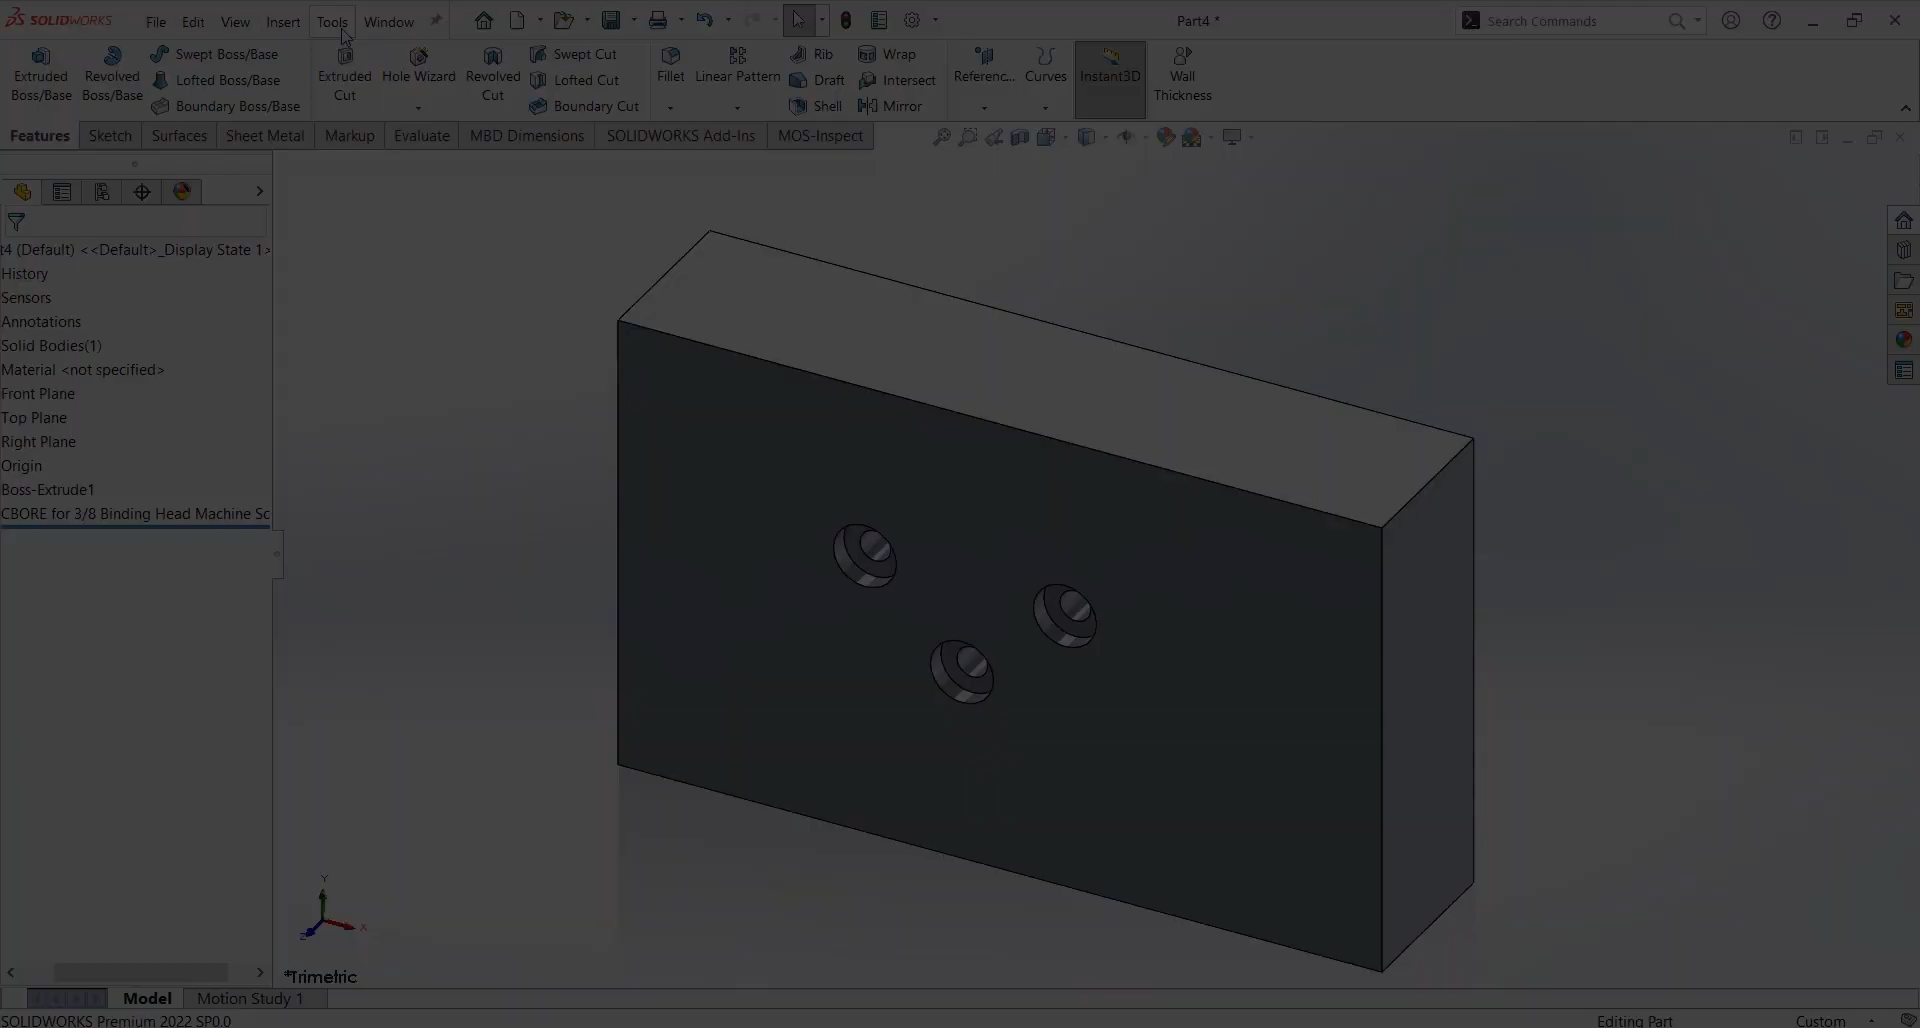 SOLIDWORKS File Edit View Insert Tools Window Part4 * Search Commands
Extruded Boss/Base
Revolved Boss/Base
Swept Boss/Base
Lofted Boss/Base
Boundary Boss/Base
Extruded Cut
Hole Wizard
Revolved Cut
Swept Cut
Lofted Cut
Boundary Cut
Fillet
Linear Pattern
Rib
Draft
Shell
Wrap
Intersect
Mirror
Referenc...
Curves
Instant3D
Wall Thickness
Features Sketch Surfaces Sheet Metal Markup Evaluate MBD Dimensions SOLIDWORKS Add-Ins MOS-Inspect
t4 (Default) <<Default>_Display State 1>
History
Sensors
Annotations
Solid Bodies(1)
Material <not specified>
Front Plane
Top Plane
Right Plane
Origin
Boss-Extrude1
CBORE for 3/8 Binding Head Machine Sc
Y
X
Z
*Trimetric
Model Motion Study 1
SOLIDWORKS Premium 2022 SP0.0 Editing Part Custom